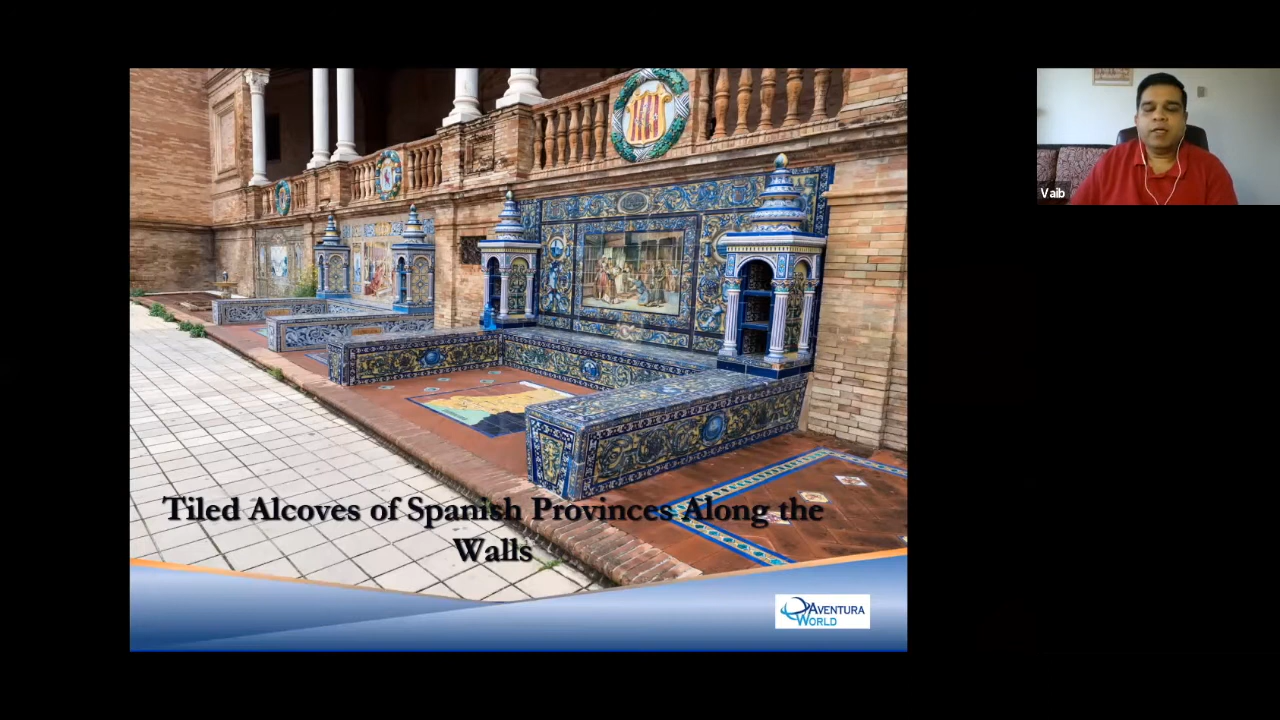 Vaib
Tiled Alcoves of Spanish Provinces Along the
Walls
AVENTURA
WORLD